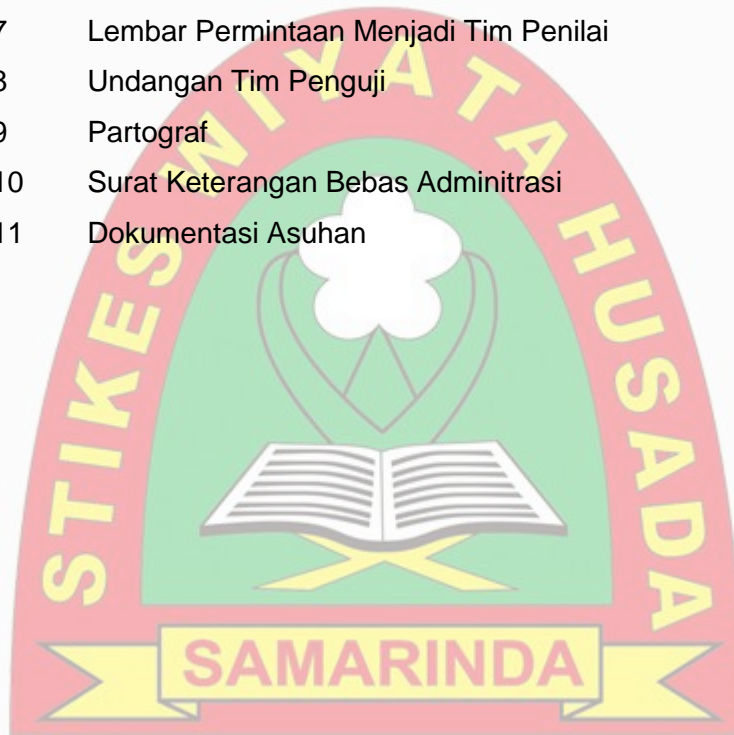 7 Lembar Permintaan Menjadi Tim Penilai
8 Undangan Tim Penguji
9 Partograf
10 Surat Keterangan Bebas Adminitrasi
11 Dokumentasi Asuhan
STIKES WIYATA HUSADA
SAMARINDA